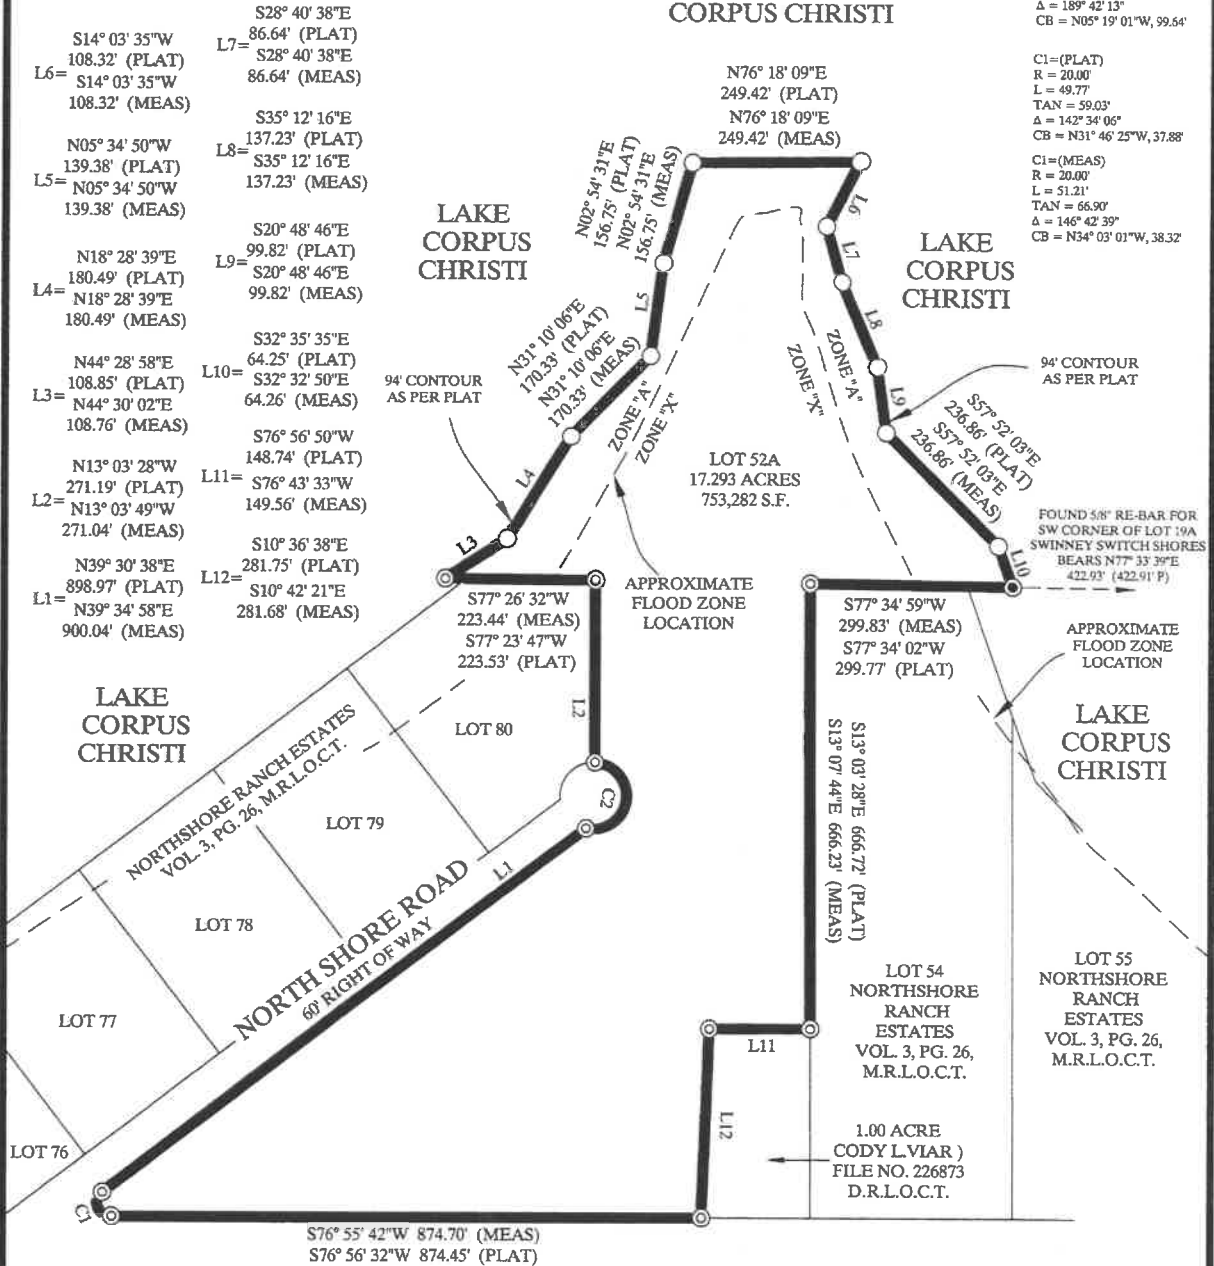 L6=
S14° 03' 35"W
108.32' (PLAT)
S14° 03' 35"W
108.32' (MEAS)
L5=
N05° 34' 50"W
139.38' (PLAT)
N05° 34' 50"W
139.38' (MEAS)
L4=
N18° 28' 39"E
180.49' (PLAT)
N18° 28' 39"E
180.49' (MEAS)
L3=
N44° 28' 58"E
108.85' (PLAT)
N44° 30' 02"E
108.76' (MEAS)
L2=
N13° 03' 28"W
271.19' (PLAT)
N13° 03' 49"W
271.04' (MEAS)
L1=
N39° 30' 38"E
898.97' (PLAT)
N39° 34' 58"E
900.04' (MEAS)
L7=
S28° 40' 38"E
86.64' (PLAT)
S28° 40' 38"E
86.64' (MEAS)
L8=
S35° 12' 16"E
137.23' (PLAT)
S35° 12' 16"E
137.23' (MEAS)
L9=
S20° 48' 46"E
99.82' (PLAT)
S20° 48' 46"E
99.82' (MEAS)
L10=
S32° 35' 35"E
64.25' (PLAT)
S32° 32' 50"E
64.26' (MEAS)
L11=
S76° 56' 50"W
148.74' (PLAT)
S76° 43' 33"W
149.56' (MEAS)
L12=
S10° 36' 38"E
281.75' (PLAT)
S10° 42' 21"E
281.68' (MEAS)
CORPUS CHRISTI
Δ = 189° 42' 13"
CB = N05° 19' 01"W, 99.64'
C1=(PLAT)
R = 20.00'
L = 49.77'
TAN = 59.03'
Δ = 142° 34' 06"
CB = N31° 46' 25"W, 37.88'
C1=(MEAS)
R = 20.00'
L = 51.21'
TAN = 66.90'
Δ = 146° 42' 39"
CB = N34° 03' 01"W, 38.32'
N76° 18' 09"E
249.42' (PLAT)
N76° 18' 09"E
249.42' (MEAS)
N02° 54' 31"E
156.75' (PLAT)
N02° 54' 31"E
156.75' (MEAS)
L6
L7
L8
L9
L10
L5
LAKE
CORPUS
CHRISTI
LAKE
CORPUS
CHRISTI
N31° 10' 06"E
170.33' (PLAT)
N31° 10' 06"E
170.33' (MEAS)
94' CONTOUR
AS PER PLAT
ZONE "A"
ZONE "X"
ZONE "A"
ZONE "X"
94' CONTOUR
AS PER PLAT
S57° 52' 03"E
236.86' (PLAT)
S57° 52' 03"E
236.86' (MEAS)
LOT 52A
17.293 ACRES
753,282 S.F.
L4
L3
FOUND 5/8" RE-BAR FOR
SW CORNER OF LOT 19A
SWINNEY SWITCH SHORES
BEARS N77° 33' 39"E
422.93' (422.91' P)
APPROXIMATE
FLOOD ZONE
LOCATION
S77° 26' 32"W
223.44' (MEAS)
S77° 23' 47"W
223.53' (PLAT)
S77° 34' 59"W
299.83' (MEAS)
S77° 34' 02"W
299.77' (PLAT)
APPROXIMATE
FLOOD ZONE
LOCATION
LAKE
CORPUS
CHRISTI
LAKE
CORPUS
CHRISTI
L2
LOT 80
NORTHSHORE RANCH ESTATES
VOL. 3, PG. 26, M.R.L.O.C.T.
S13° 03' 28"E 666.72' (PLAT)
S13° 07' 44"E 666.23' (MEAS)
C2
LOT 79
L1
LOT 78
NORTH SHORE ROAD
60' RIGHT OF WAY
LOT 77
LOT 76
C1
LOT 54
NORTHSHORE
RANCH
ESTATES
VOL. 3, PG. 26,
M.R.L.O.C.T.
LOT 55
NORTHSHORE
RANCH
ESTATES
VOL. 3, PG. 26,
M.R.L.O.C.T.
L11
L12
1.00 ACRE
CODY L.VIAR )
FILE NO. 226873
D.R.L.O.C.T.
S76° 55' 42"W 874.70' (MEAS)
S76° 56' 32"W 874.45' (PLAT)